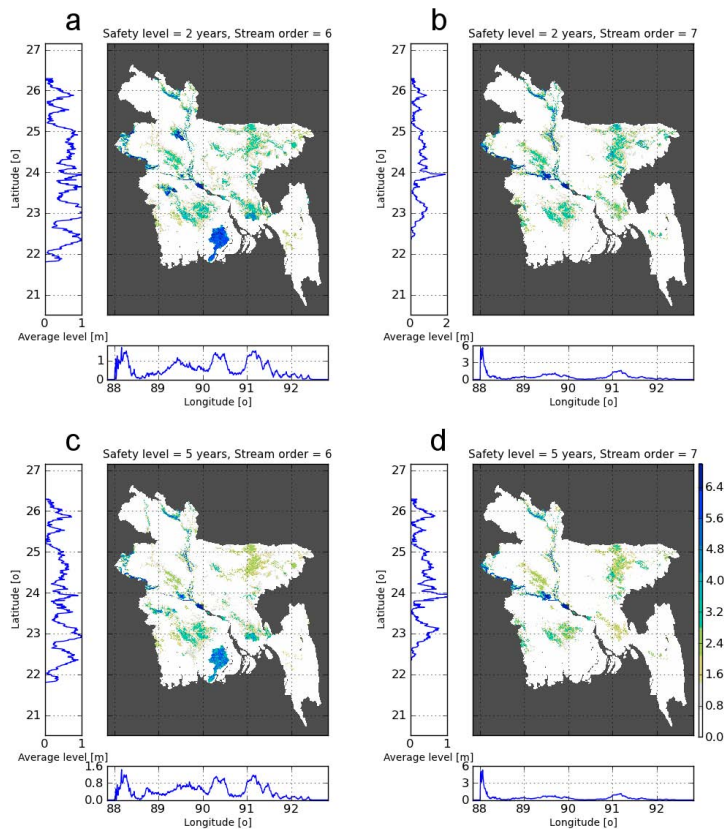 a
Safety level = 2 years, Stream order = 6
27
26
25
24
23
22
21
Latitude [o]
0 1
Average level [m]
1
0
88 89 90 91 92
Longitude [o]
b
Safety level = 2 years, Stream order = 7
27
26
25
24
23
22
21
Latitude [o]
0 2
Average level [m]
6
3
0
88 89 90 91 92
Longitude [o]
c
Safety level = 5 years, Stream order = 6
27
26
25
24
23
22
21
Latitude [o]
0 1
Average level [m]
1.6
0.8
0.0
88 89 90 91 92
Longitude [o]
d
Safety level = 5 years, Stream order = 7
27
26
25
24
23
22
21
Latitude [o]
0 1
Average level [m]
6
3
0
88 89 90 91 92
Longitude [o]
6.4
5.6
4.8
4.0
3.2
2.4
1.6
0.8
0.0